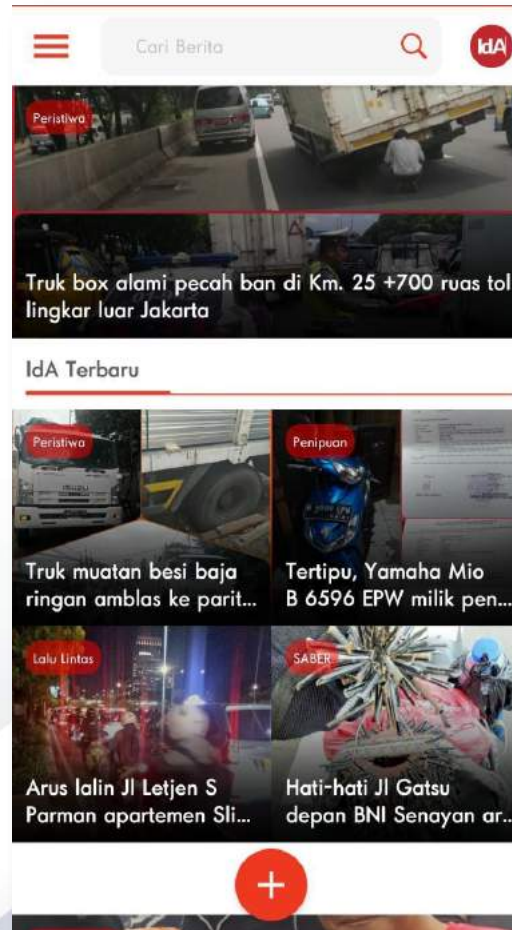 Cari Berita
IdA
Peristiwa
Truk box alami pecah ban di Km. 25 +700 ruas tol
lingkar luar Jakarta
IdA Terbaru
Peristiwa
ISUZU
Truk muatan besi baja
ringan amblas ke parit...
Penipuan
Tertipu, Yamaha Mio
B 6596 EPW milik pen...
Lalu Lintas
Arus lalin Jl Letjen S
Parman apartemen Sli...
SABER
Hati-hati Jl Gatsu
depan BNI Senayan ar...
+